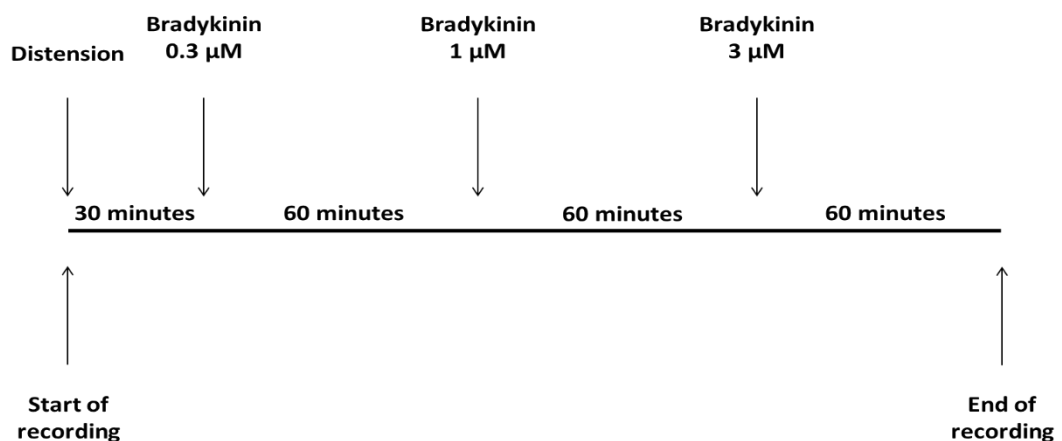 Distension
Bradykinin
0.3 µM
Bradykinin
1 µM
Bradykinin
3 µM
30 minutes
60 minutes
60 minutes
60 minutes
Start of
recording
End of
recording